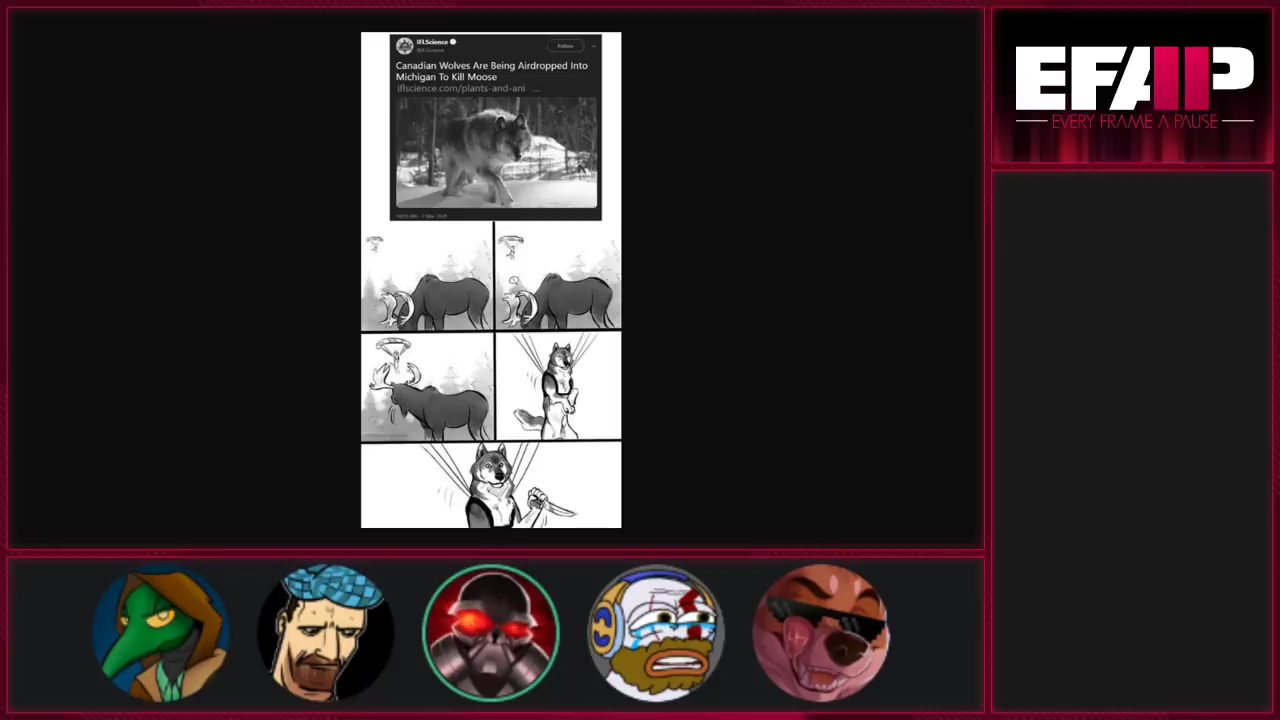 IFLScience
Follow
Canadian Wolves Are Being Airdropped Into
Michigan To Kill Moose
iflscience.com/plants-and-ani ...
EFAP
EVERY FRAME A PAUSE